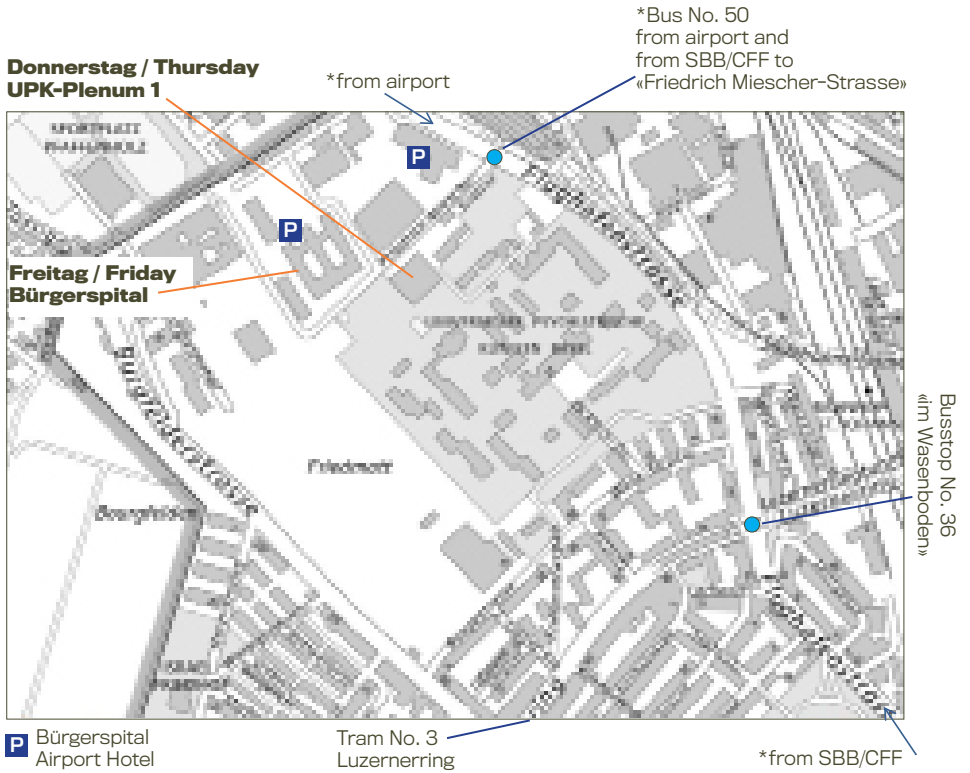 *Bus No. 50
from airport and
from SBB/CFF to
«Friedrich Miescher-Strasse»
*from airport
Donnerstag / Thursday
UPK-Plenum 1
P
P
Freitag / Friday
Bürgerspital
Flughafenstrasse
Burgfelderstrasse
Friedmatt
Busstop No. 36
«im Wasenboden»
P Bürgerspital
Airport Hotel
Tram No. 3
Luzernerring
*from SBB/CFF